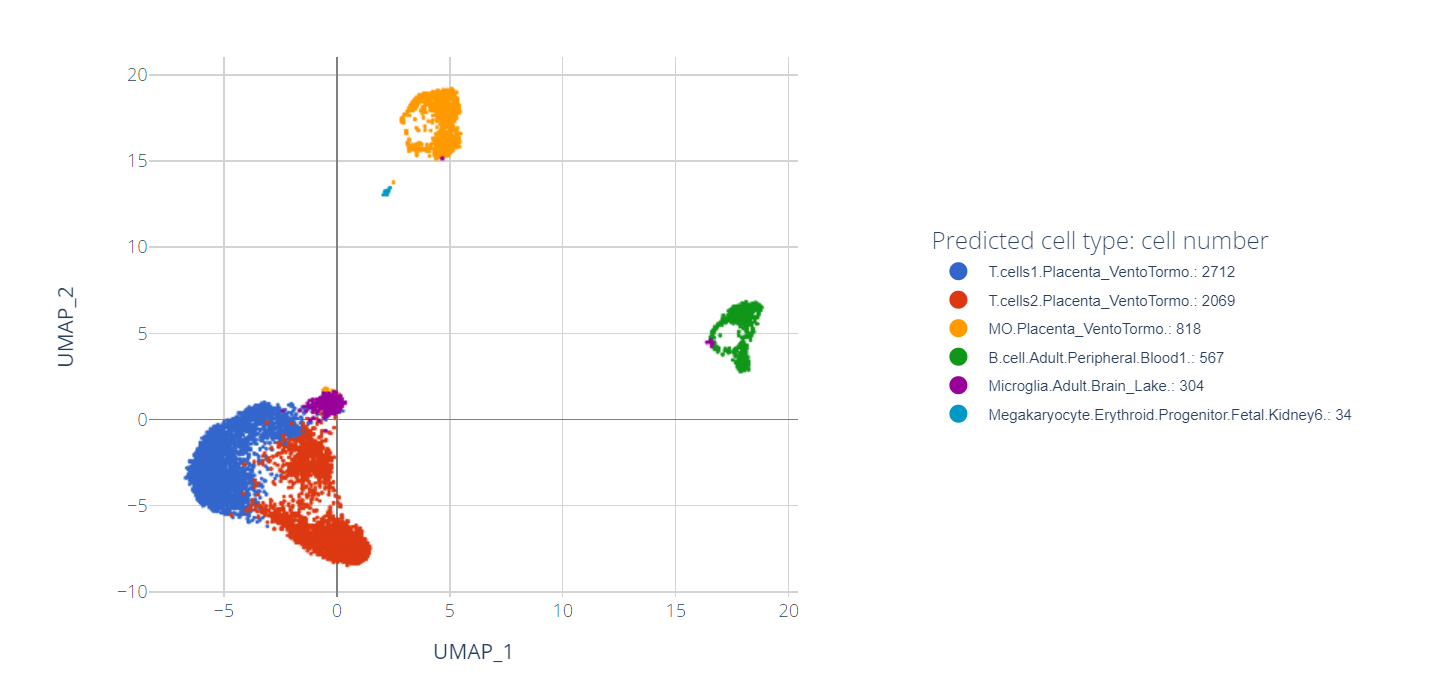 20
15
10
5
0
−5
−10
UMAP_2
−5
0
5
10
15
20
UMAP_1
Predicted cell type: cell number
T.cells1.Placenta_VentoTormo.: 2712
T.cells2.Placenta_VentoTormo.: 2069
MO.Placenta_VentoTormo.: 818
B.cell.Adult.Peripheral.Blood1.: 567
Microglia.Adult.Brain_Lake.: 304
Megakaryocyte.Erythroid.Progenitor.Fetal.Kidney6.: 34